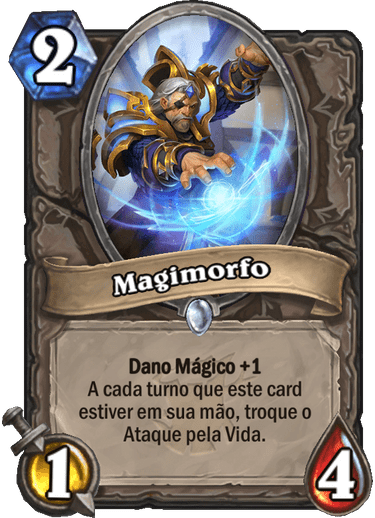 2
Magimorfo
Dano Mágico +1
A cada turno que este card
estiver em sua mão, troque o
Ataque pela Vida.
1
4